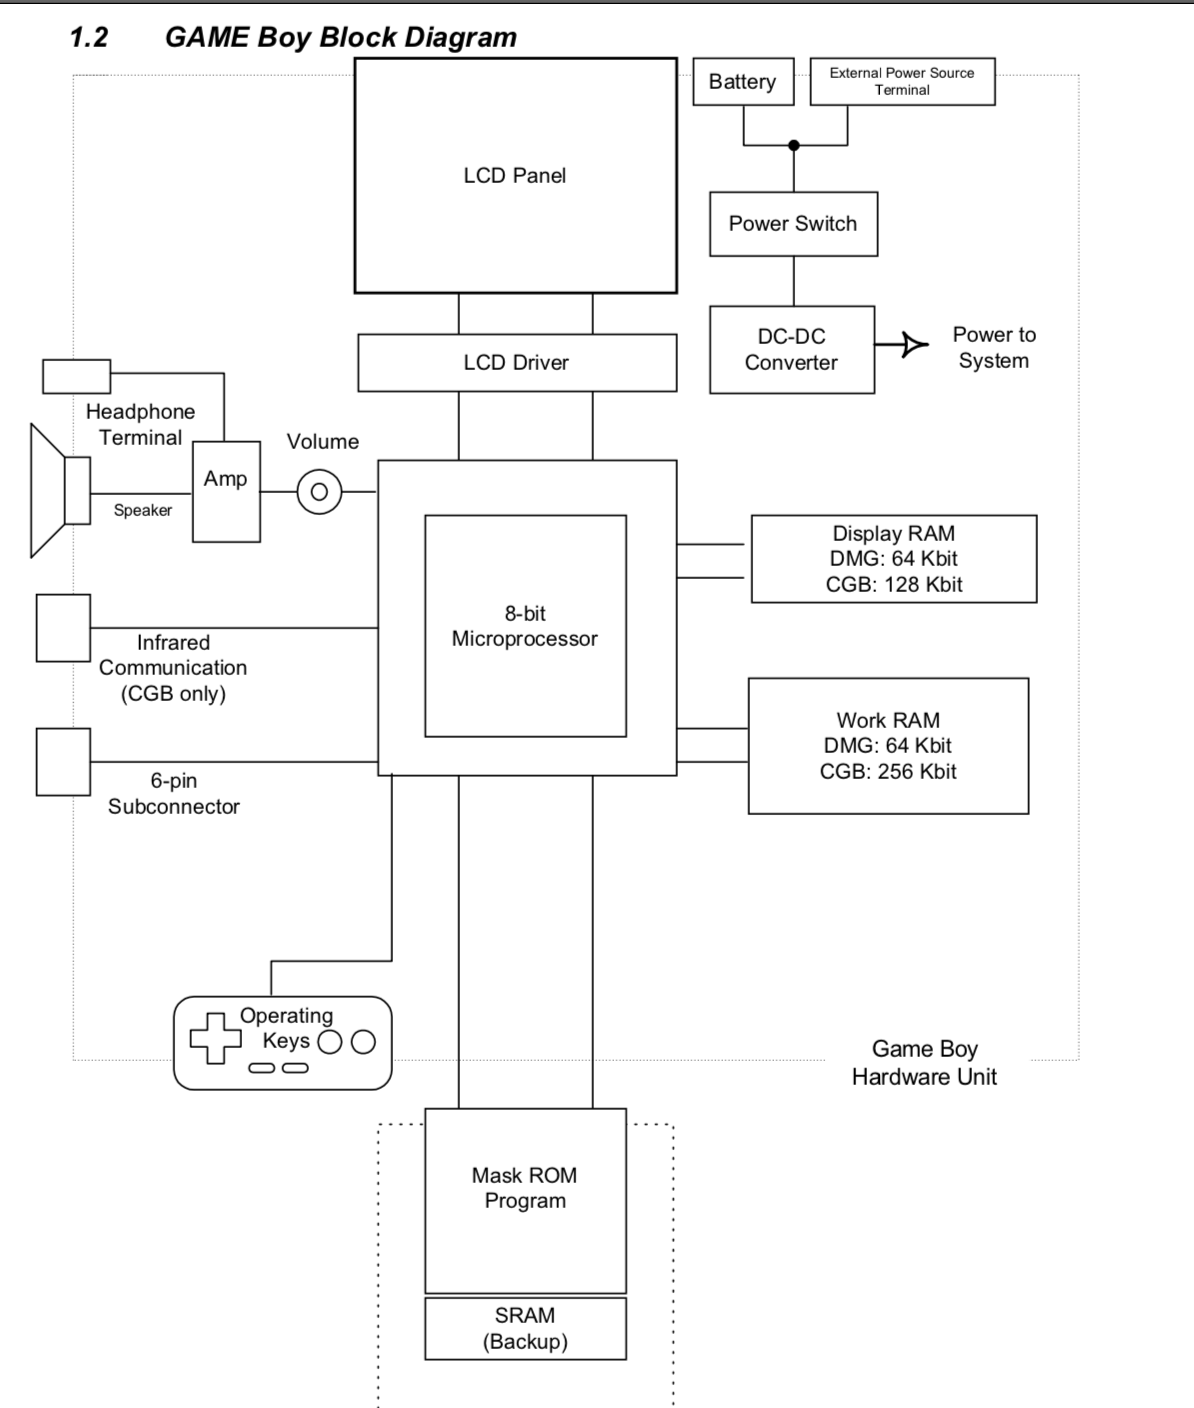 1.2 GAME Boy Block Diagram
LCD Panel
Battery
External Power Source
Terminal
Power Switch
DC-DC
Converter
Power to
System
LCD Driver
Headphone
Terminal
Amp
Volume
Speaker
8-bit
Microprocessor
Display RAM
DMG: 64 Kbit
CGB: 128 Kbit
Infrared
Communication
(CGB only)
Work RAM
DMG: 64 Kbit
CGB: 256 Kbit
6-pin
Subconnector
Operating
Keys
Game Boy
Hardware Unit
Mask ROM
Program
SRAM
(Backup)